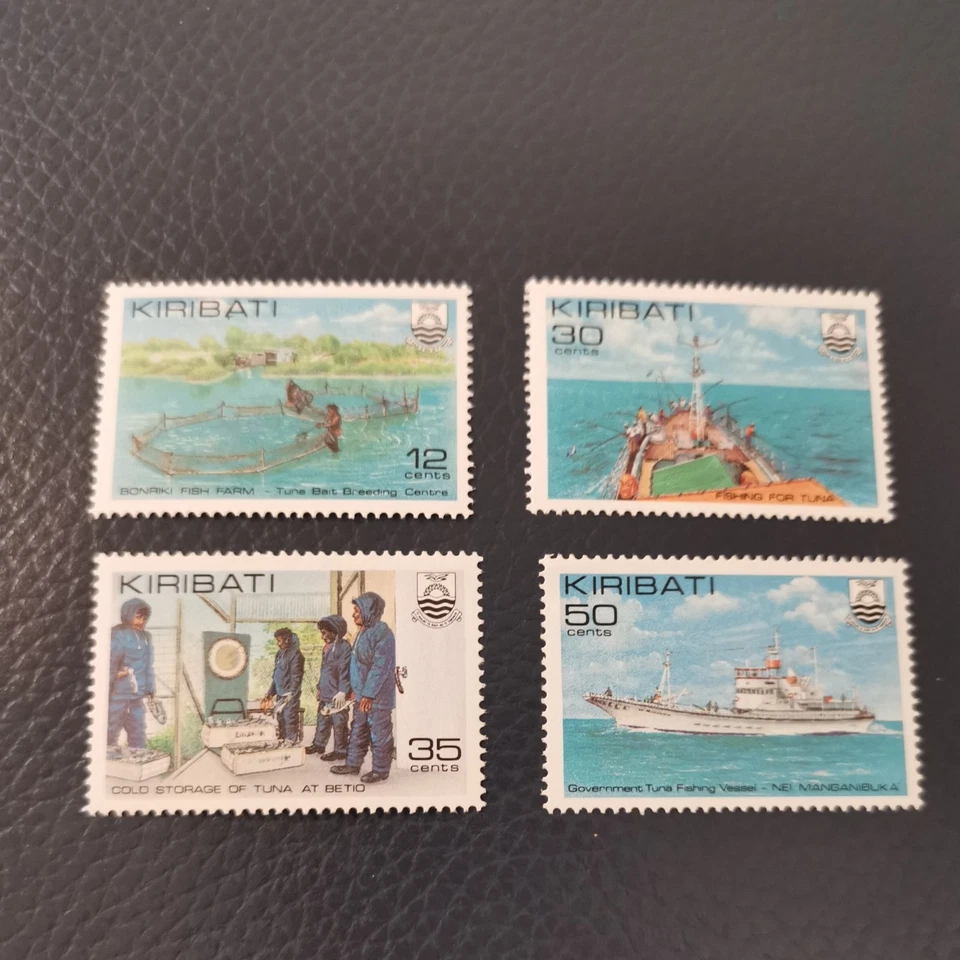 KIRIBATI
12
cents
BONRIKI FISH FARM - Tuna Bait Breeding Centre
KIRIBATI
30
cents
FISHING FOR TUNA
KIRIBATI
35
cents
COLD STORAGE OF TUNA AT BETIO
KIRIBATI
50
cents
Government Tuna Fishing Vessel - NEI MANGANIBUKA